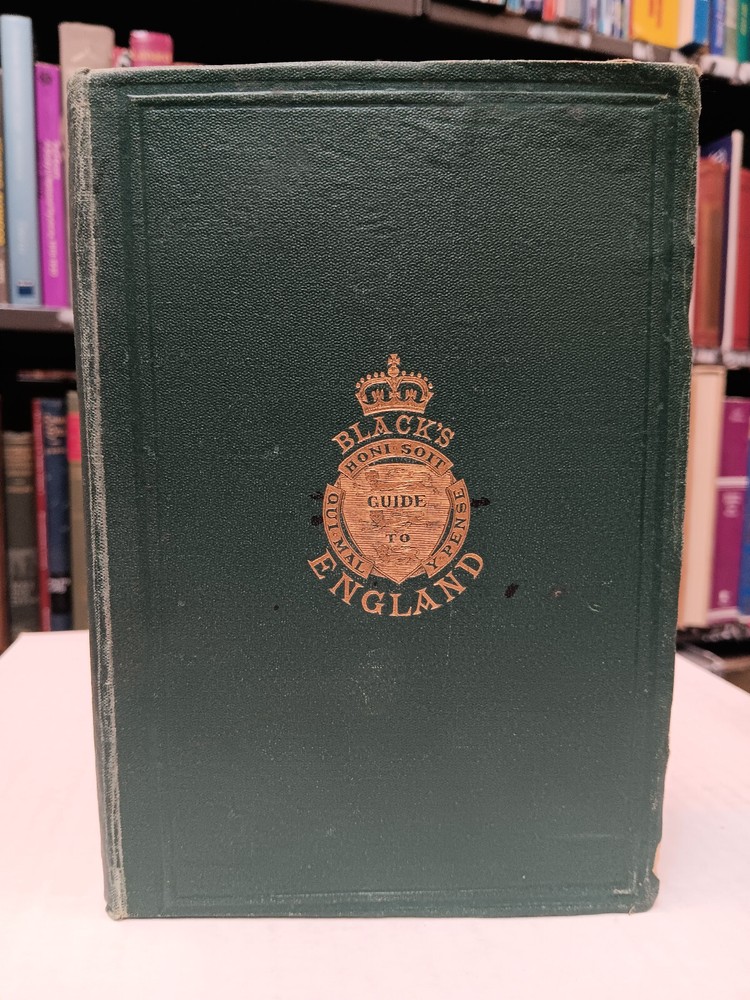 BLACK'S
HONI SOIT
QUI·MAL
Y·PENSE
GUIDE
TO
ENGLAND